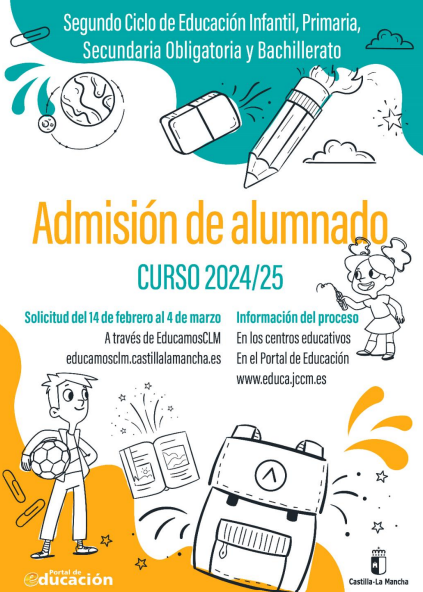 Segundo Ciclo de Educación Infantil, Primaria,
Secundaria Obligatoria y Bachillerato
Admisión de alumnado
CURSO 2024/25
Solicitud del 14 de febrero al 4 de marzo
A través de EducamosCLM
educamosclm.castillalamancha.es
Información del proceso
En los centros educativos
En el Portal de Educación
www.educa.jccm.es
Portal de
educación
Castilla-La Mancha